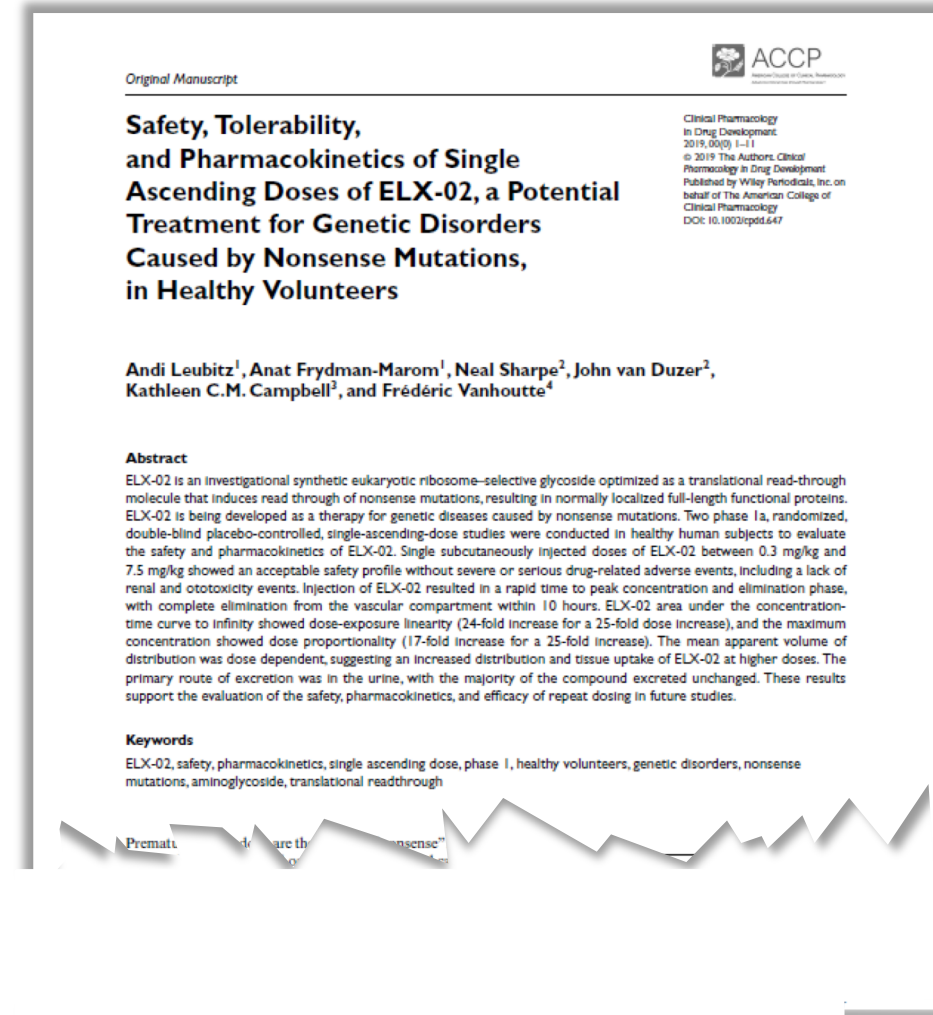 Original Manuscript
ACCP
Safety, Tolerability,
and Pharmacokinetics of Single
Ascending Doses of ELX-02, a Potential
Treatment for Genetic Disorders
Caused by Nonsense Mutations,
in Healthy Volunteers
Clinical Pharmacology
in Drug Development
2019, 00(0) 1–11
© 2019 The Authors. Clinical
Pharmacology in Drug Development
Published by Wiley Periodicals, Inc. on
behalf of The American College of
Clinical Pharmacology
DOI: 10.1002/cpdd.647
Andi Leubitz1, Anat Frydman-Marom1, Neal Sharpe2, John van Duzer2,
Kathleen C.M. Campbell3, and Frédéric Vanhoutte4
Abstract
ELX-02 is an investigational synthetic eukaryotic ribosome–selective glycoside optimized as a translational read-through
molecule that induces read through of nonsense mutations, resulting in normally localized full-length functional proteins.
ELX-02 is being developed as a therapy for genetic diseases caused by nonsense mutations. Two phase 1a, randomized,
double-blind placebo-controlled, single-ascending-dose studies were conducted in healthy human subjects to evaluate
the safety and pharmacokinetics of ELX-02. Single subcutaneously injected doses of ELX-02 between 0.3 mg/kg and
7.5 mg/kg showed an acceptable safety profile without severe or serious drug-related adverse events, including a lack of
renal and ototoxicity events. Injection of ELX-02 resulted in a rapid time to peak concentration and elimination phase,
with complete elimination from the vascular compartment within 10 hours. ELX-02 area under the concentration-
time curve to infinity showed dose-exposure linearity (24-fold increase for a 25-fold dose increase), and the maximum
concentration showed dose proportionality (17-fold increase for a 25-fold increase). The mean apparent volume of
distribution was dose dependent, suggesting an increased distribution and tissue uptake of ELX-02 at higher doses. The
primary route of excretion was in the urine, with the majority of the compound excreted unchanged. These results
support the evaluation of the safety, pharmacokinetics, and efficacy of repeat dosing in future studies.
Keywords
ELX-02, safety, pharmacokinetics, single ascending dose, phase 1, healthy volunteers, genetic disorders, nonsense
mutations, aminoglycoside, translational readthrough
are